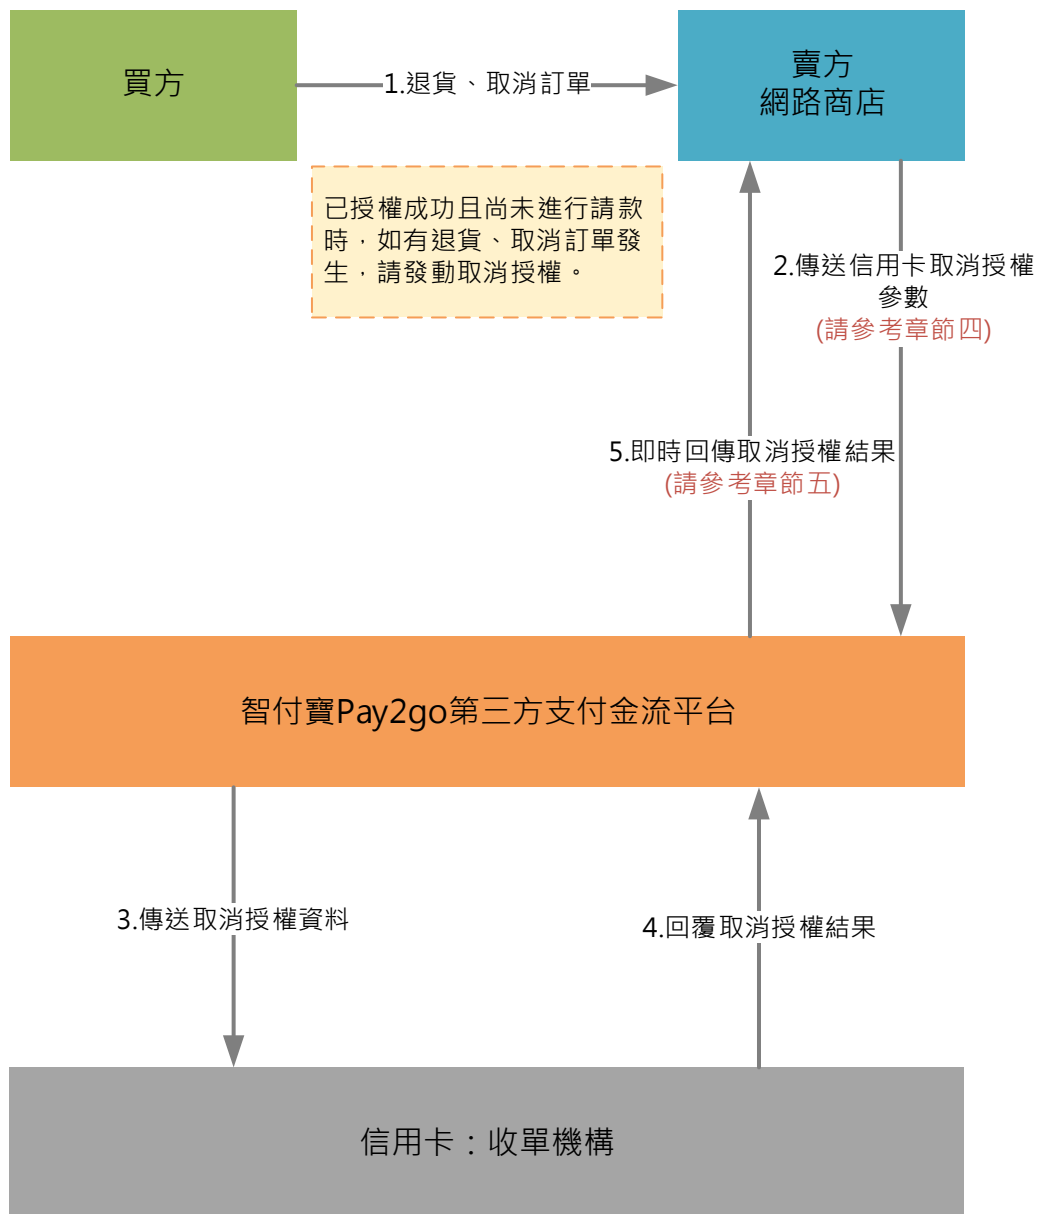 買方
1.退貨、取消訂單
賣方
網路商店
已授權成功且尚未進行請款
時，如有退貨、取消訂單發
生，請發動取消授權。
2.傳送信用卡取消授權
參數
(請參考章節四)
5.即時回傳取消授權結果
(請參考章節五)
智付寶Pay2go第三方支付金流平台
3.傳送取消授權資料
4.回覆取消授權結果
信用卡：收單機構